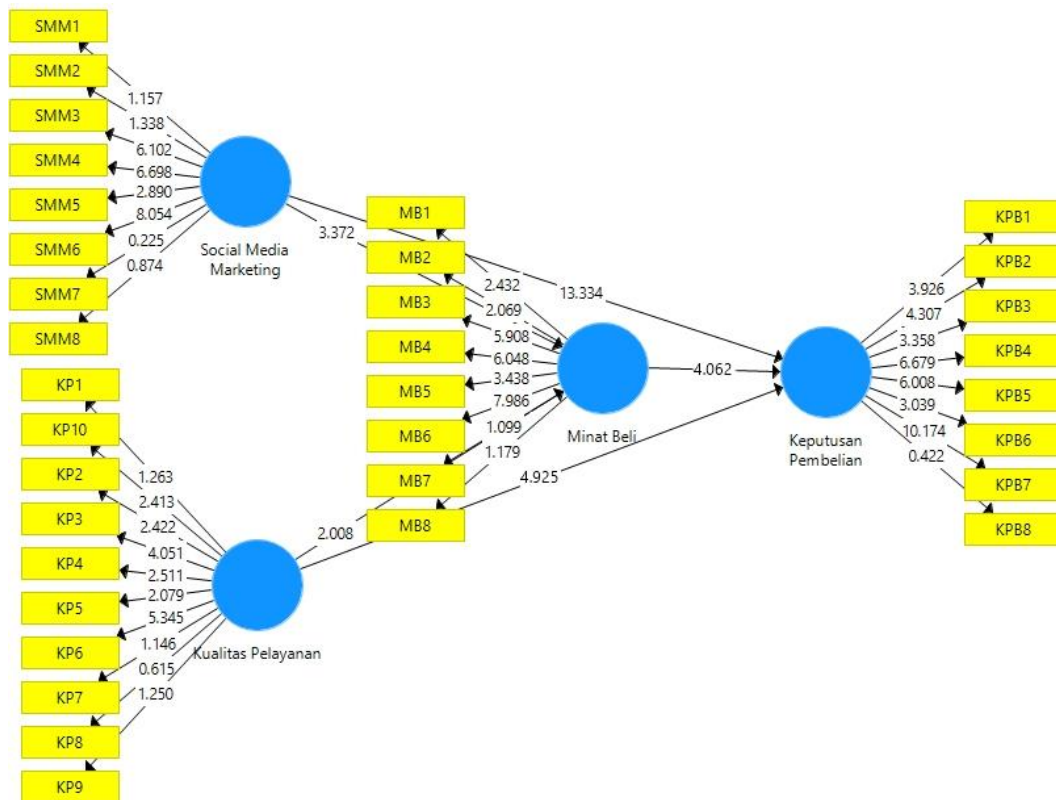 SMM1
SMM2
SMM3
SMM4
SMM5
SMM6
SMM7
SMM8
1.157
1.338
6.102
6.698
2.890
8.054
0.225
0.874
Social Media
Marketing
KP1
KP10
KP2
KP3
KP4
KP5
KP6
KP7
KP8
KP9
1.263
2.413
2.422
4.051
2.511
2.079
5.345
1.146
0.615
1.250
Kualitas Pelayanan
3.372
13.334
2.008
4.925
MB1
MB2
MB3
MB4
MB5
MB6
MB7
MB8
2.432
2.069
5.908
6.048
3.438
7.986
1.099
1.179
Minat Beli
4.062
Keputusan
Pembelian
3.926
4.307
3.358
6.679
6.008
3.039
10.174
0.422
KPB1
KPB2
KPB3
KPB4
KPB5
KPB6
KPB7
KPB8